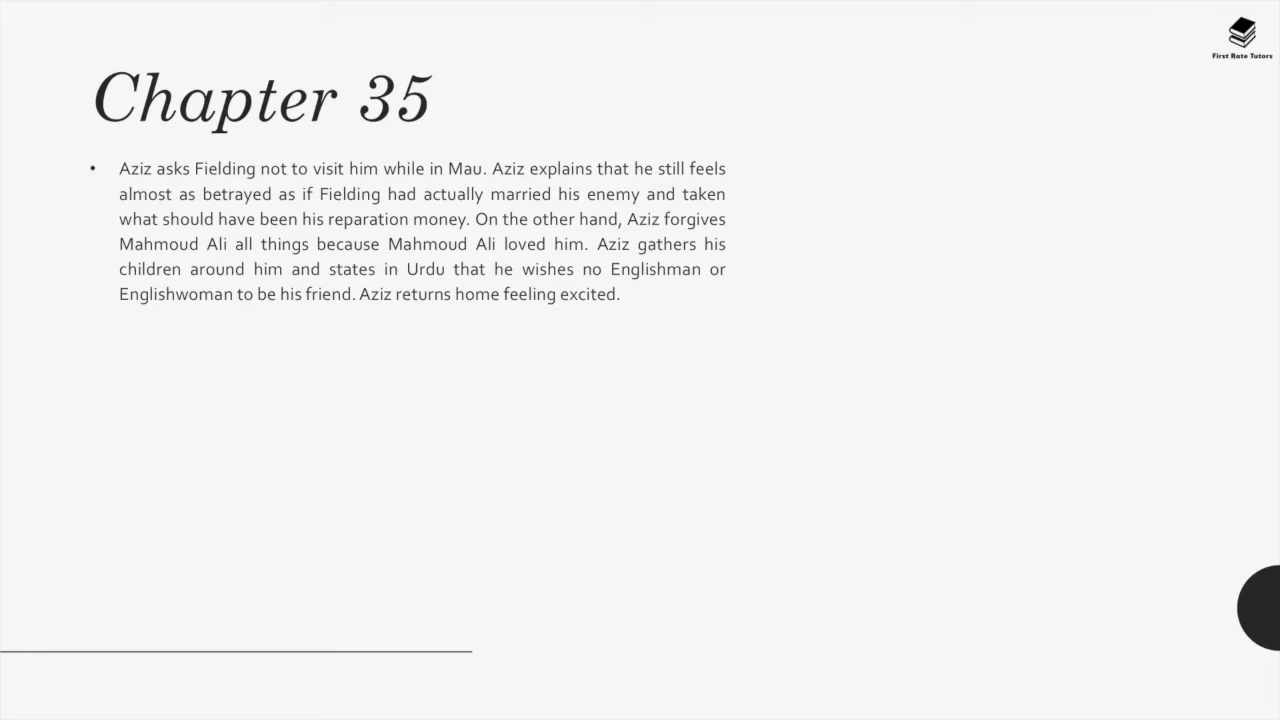 First Rate Tutors
Chapter 35
• Aziz asks Fielding not to visit him while in Mau. Aziz explains that he still feels
almost as betrayed as if Fielding had actually married his enemy and taken
what should have been his reparation money. On the other hand, Aziz forgives
Mahmoud Ali all things because Mahmoud Ali loved him. Aziz gathers his
children around him and states in Urdu that he wishes no Englishman or
Englishwoman to be his friend. Aziz returns home feeling excited.